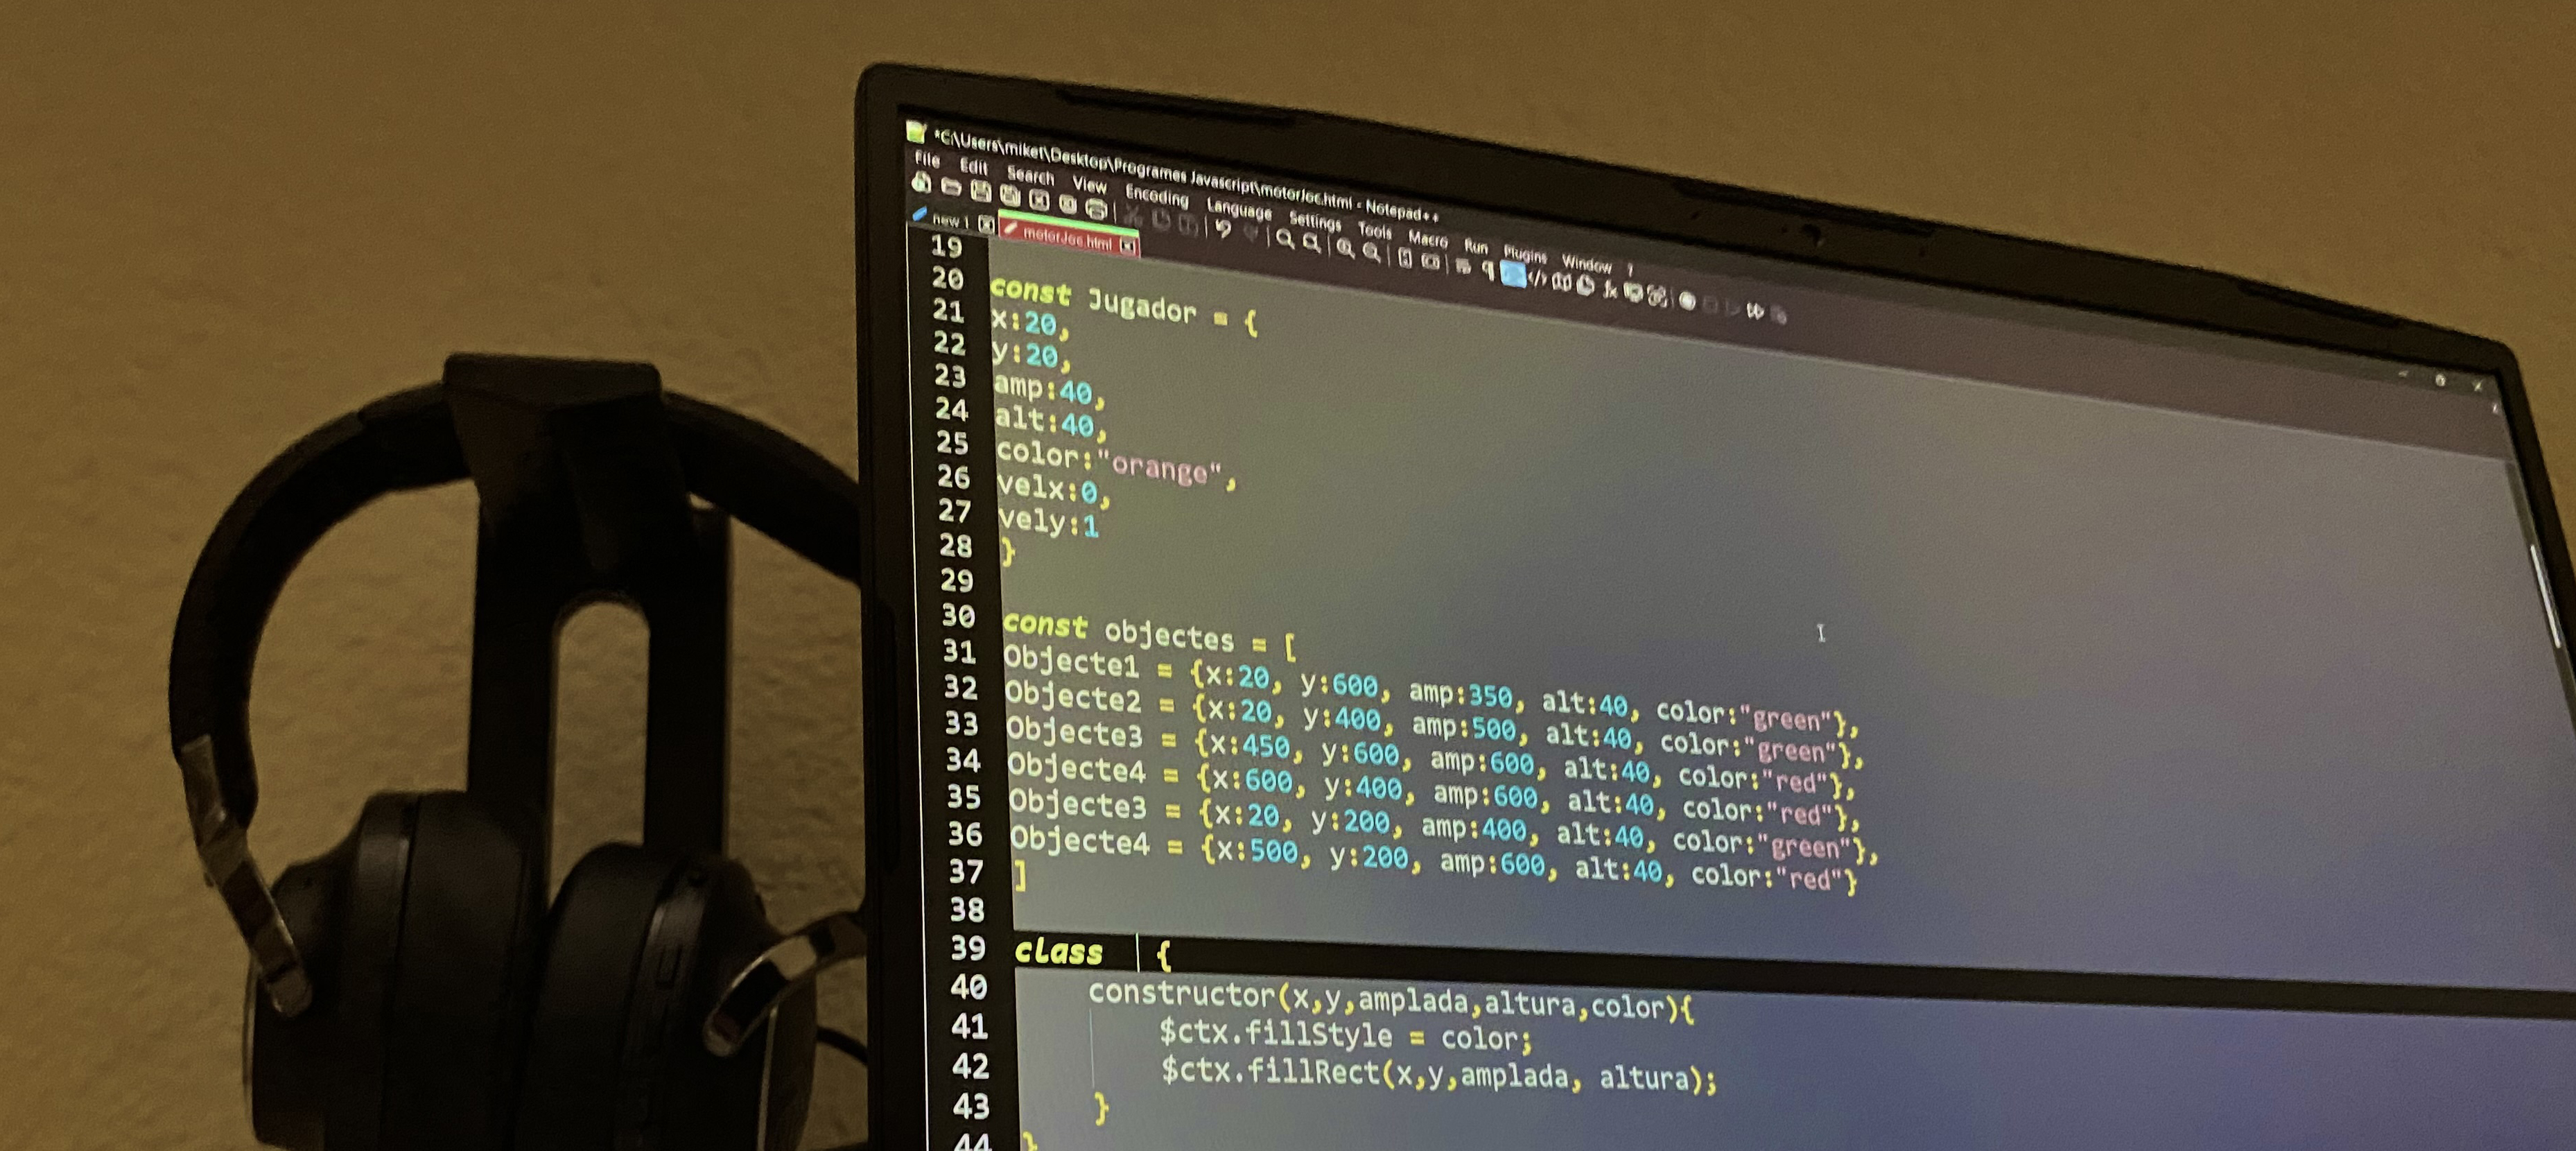 *C:\Users\miket\Desktop\Programes Javascript\motorJoc.html - Notepad++
File Edit Search View Encoding Language Settings Tools Macro Run Plugins Window ?
new 1 motorJoc.html
19
20 const Jugador = {
21 x:20,
22 y:20,
23 amp:40,
24 alt:40,
25 color:"orange",
26 velx:0,
27 vely:1
28 }
29
30 const objectes = [
31 Objecte1 = {x:20, y:600, amp:350, alt:40, color:"green"},
32 Objecte2 = {x:20, y:400, amp:500, alt:40, color:"green"},
33 Objecte3 = {x:450, y:600, amp:600, alt:40, color:"red"},
34 Objecte4 = {x:600, y:400, amp:600, alt:40, color:"red"},
35 Objecte3 = {x:20, y:200, amp:400, alt:40, color:"green"},
36 Objecte4 = {x:500, y:200, amp:600, alt:40, color:"red"}
37 ]
38
39 class {
40 constructor(x,y,amplada,altura,color){
41 $ctx.fillStyle = color;
42 $ctx.fillRect(x,y,amplada, altura);
43 }
44 }